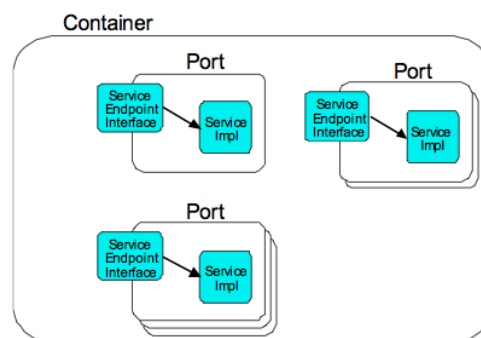 Container
Port
Service
Endpoint
Interface
Service
Impl
Port
Service
Endpoint
Interface
Service
Impl
Port
Service
Endpoint
Interface
Service
Impl